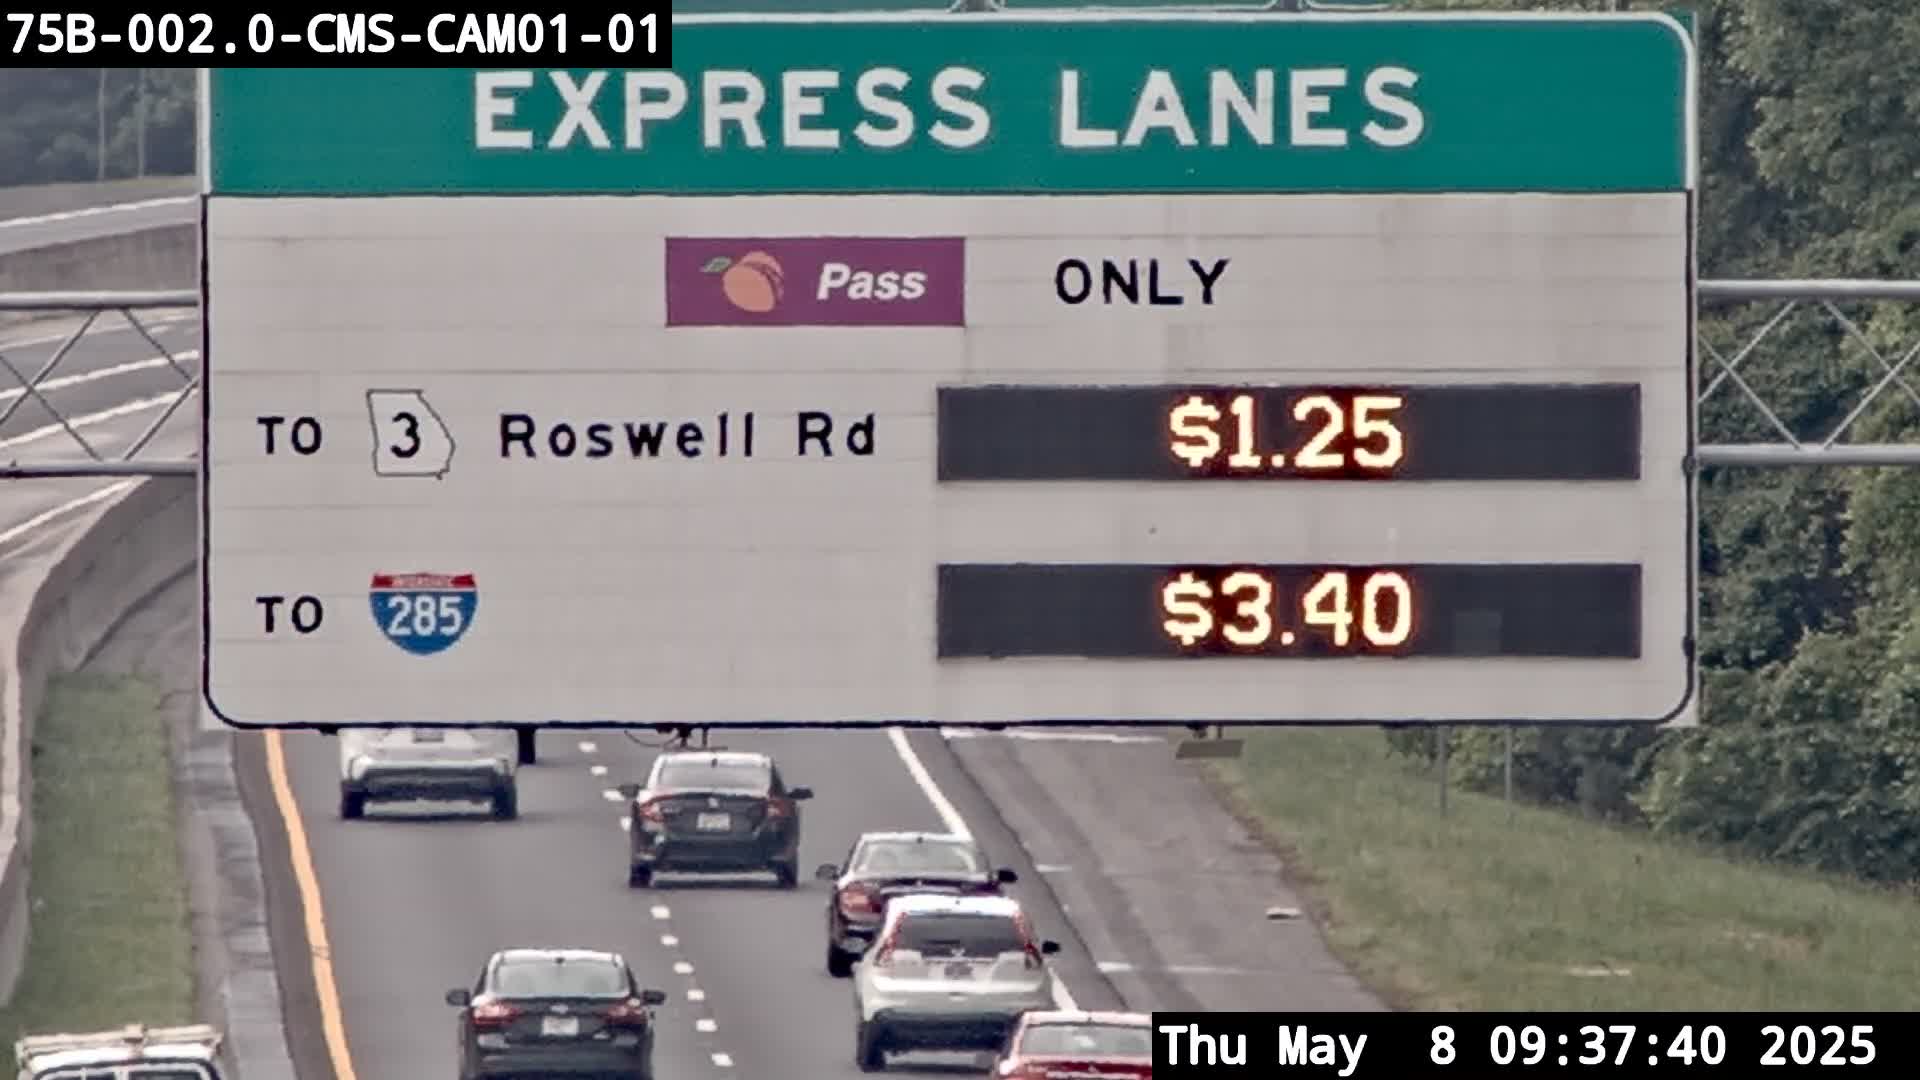 75B-002.0-CMS-CAM01-01
EXPRESS LANES
Pass ONLY
TO 3 Roswell Rd $1.25
TO INTERSTATE 285 $3.40
Thu May 8 09:37:40 2025